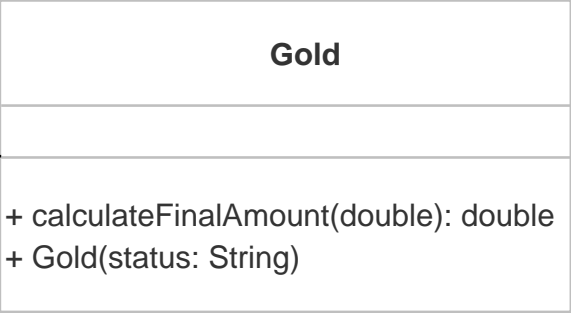 Gold
+ calculateFinalAmount(double): double
+ Gold(status: String)